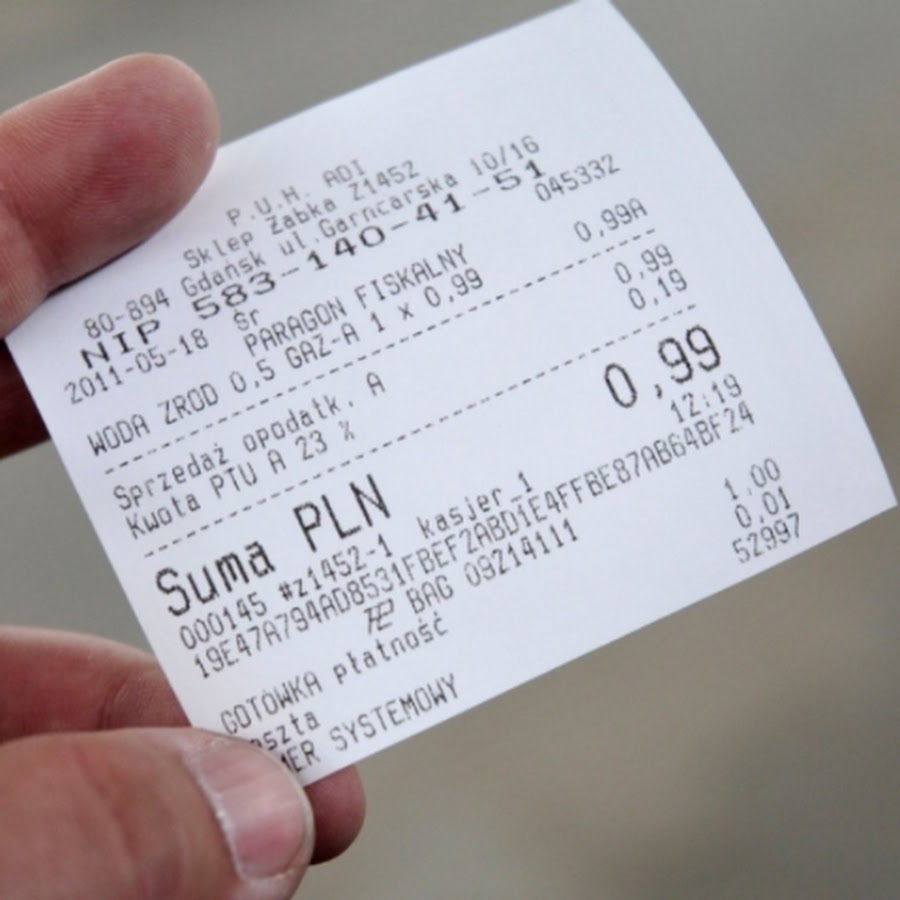 P.U.H. ADI
Sklep Żabka Z1452
80-894 Gdańsk ul.Garncarska 10/16
NIP 583-140-41-51
2011-05-18 Śr 045332
PARAGON FISKALNY
WODA ZROD 0,5 GAZ-A 1 x 0,99 0,99A
Sprzedaż opodatk. A 0,99
Kwota PTU A 23 % 0,19
Suma PLN 0,99
000145 #z1452-1 kasjer_1 12:19
19E47A794AD8531FBEF2ABD1E4FFBE87AB64BF24
BAG 09214111
GOTÓWKA płatność 1.00
0,01
SYSTEMOWY 52997